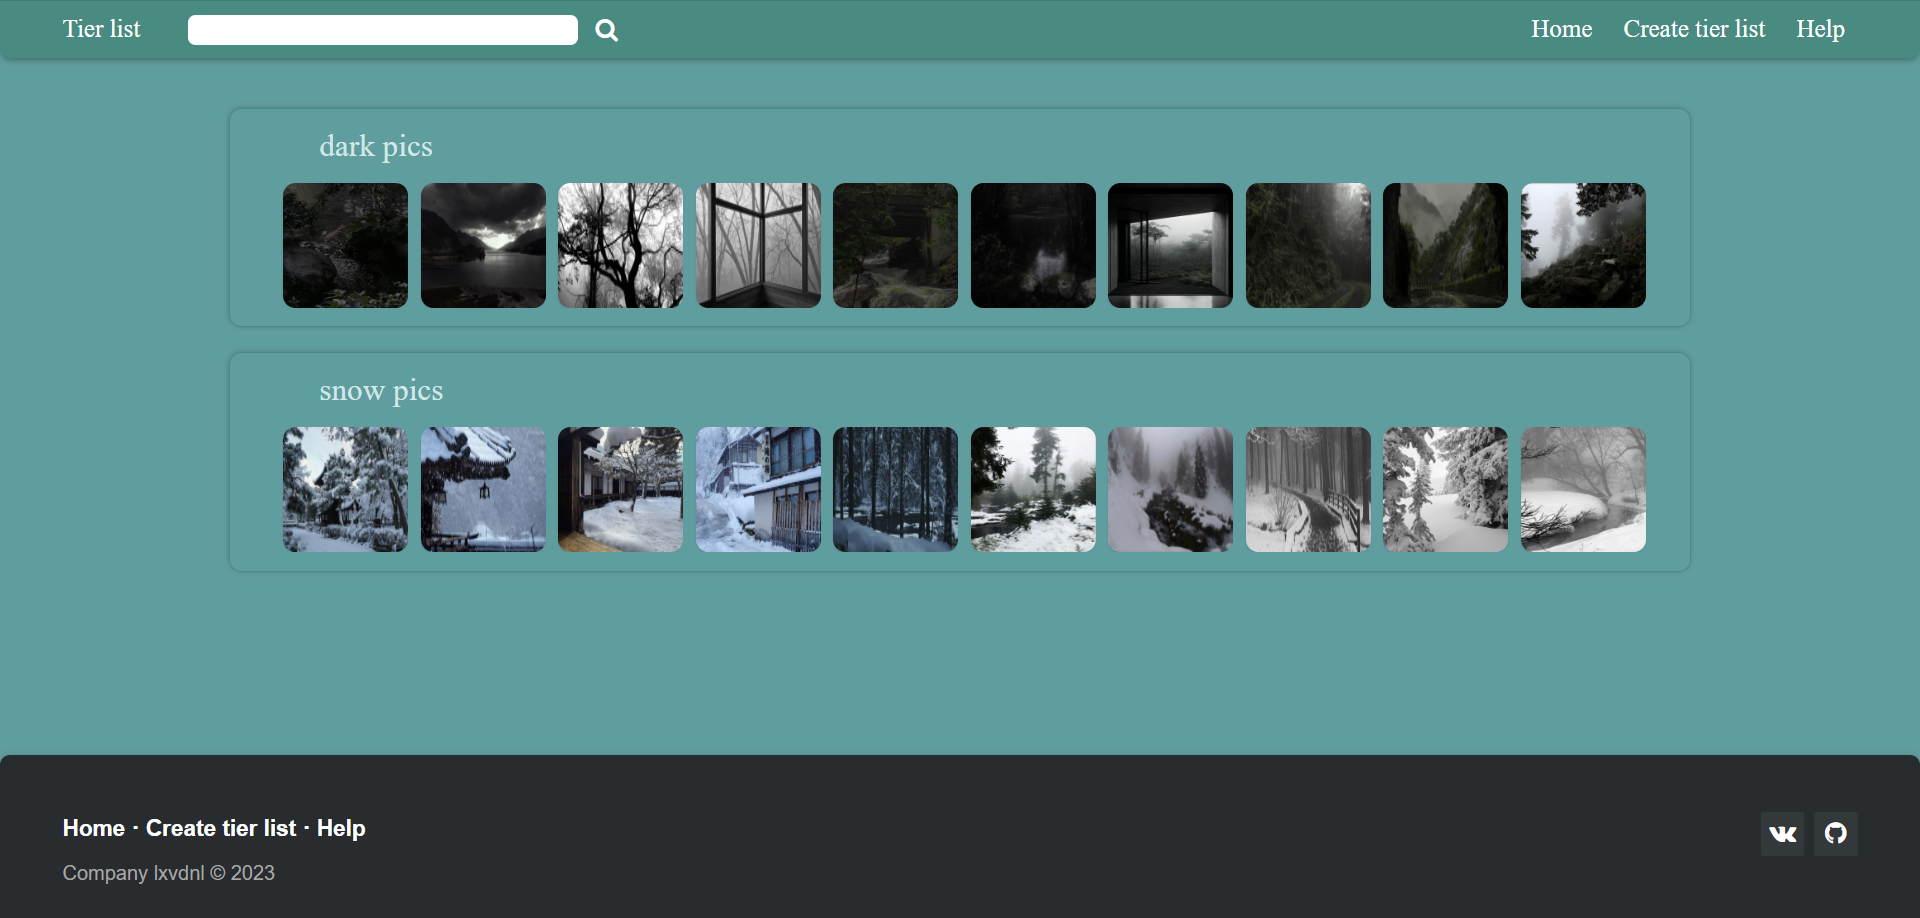 Tier list
Home Create tier list Help
dark pics
snow pics
Home · Create tier list · Help
Company lxvdnl © 2023